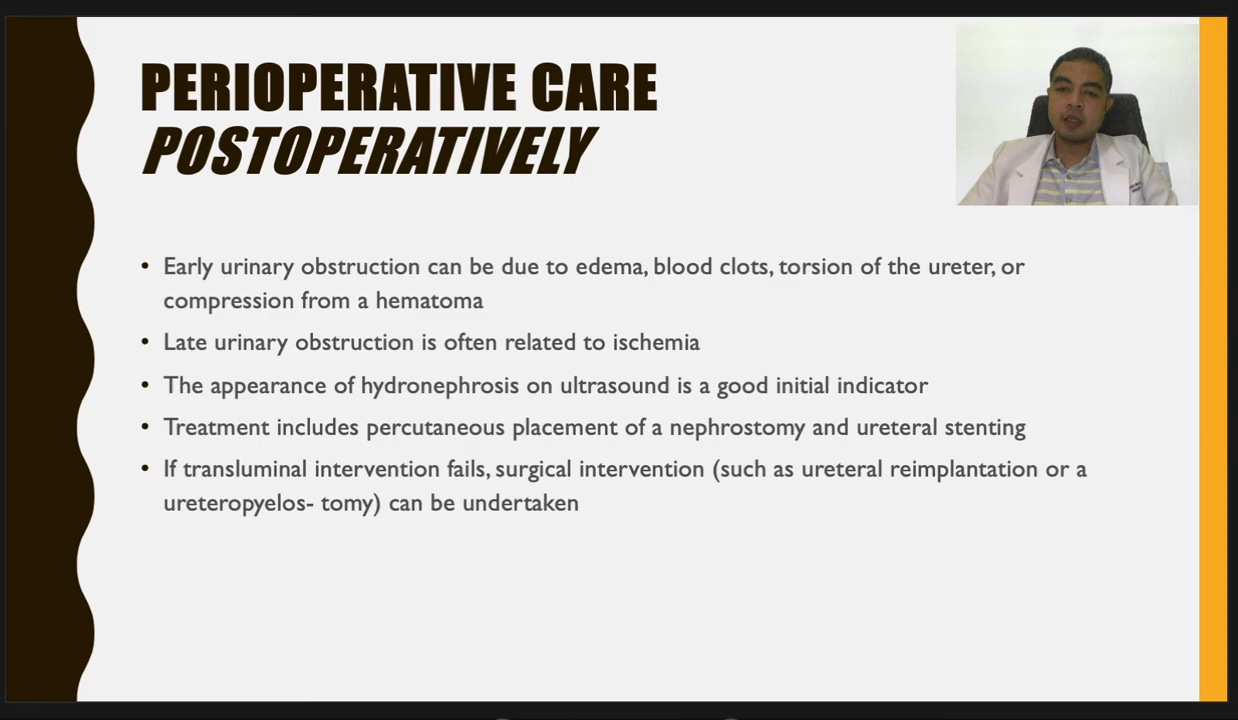 PERIOPERATIVE CARE
POSTOPERATIVELY
• Early urinary obstruction can be due to edema, blood clots, torsion of the ureter, or
compression from a hematoma
• Late urinary obstruction is often related to ischemia
• The appearance of hydronephrosis on ultrasound is a good initial indicator
• Treatment includes percutaneous placement of a nephrostomy and ureteral stenting
• If transluminal intervention fails, surgical intervention (such as ureteral reimplantation or a
ureteropyelos- tomy) can be undertaken